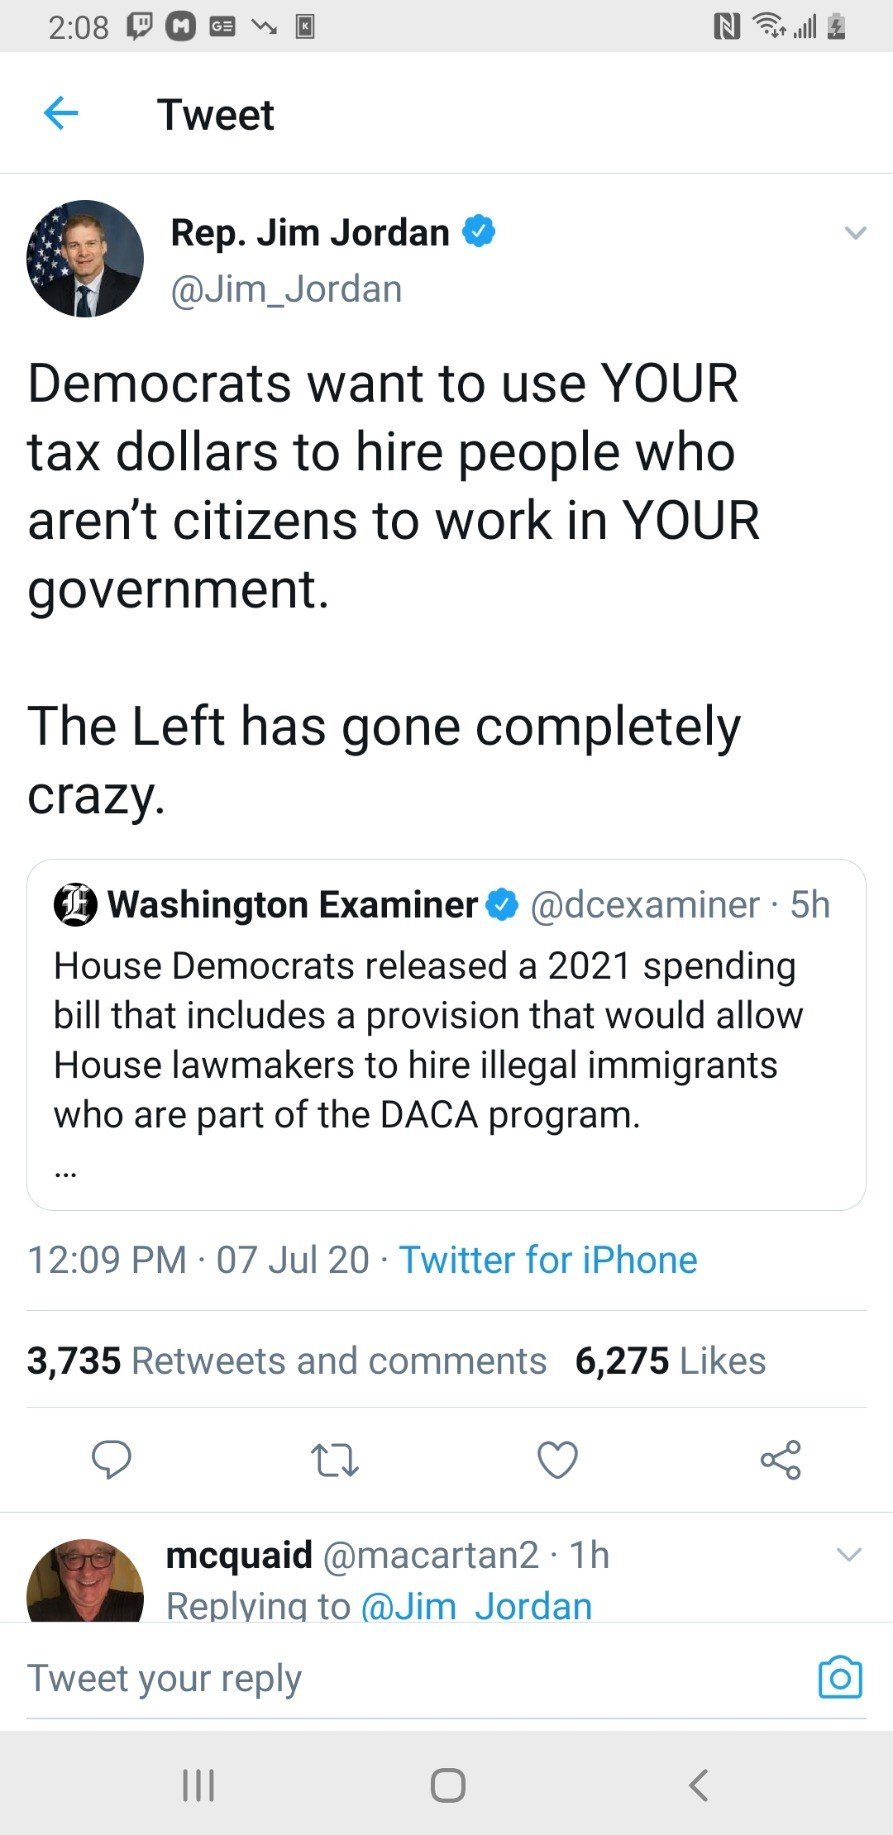 2:08
Tweet
Rep. Jim Jordan
@Jim_Jordan
Democrats want to use YOUR
tax dollars to hire people who
aren’t citizens to work in YOUR
government.
The Left has gone completely
crazy.
Washington Examiner @dcexaminer · 5h
House Democrats released a 2021 spending
bill that includes a provision that would allow
House lawmakers to hire illegal immigrants
who are part of the DACA program.
...
12:09 PM · 07 Jul 20 · Twitter for iPhone
3,735 Retweets and comments 6,275 Likes
mcquaid @macartan2 · 1h
Replying to @Jim_Jordan
Tweet your reply